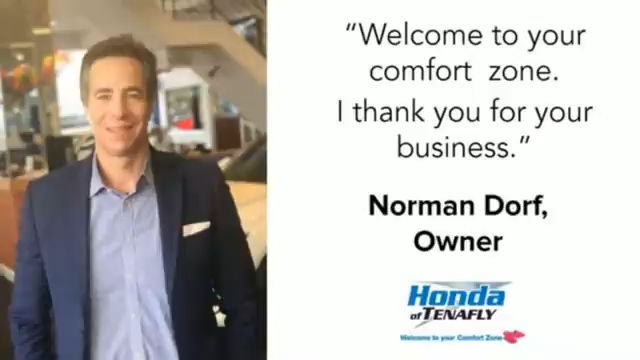 “Welcome to your
comfort zone.
I thank you for your
business.”
Norman Dorf,
Owner
Honda
of TENAFLY
Welcome to your Comfort Zone